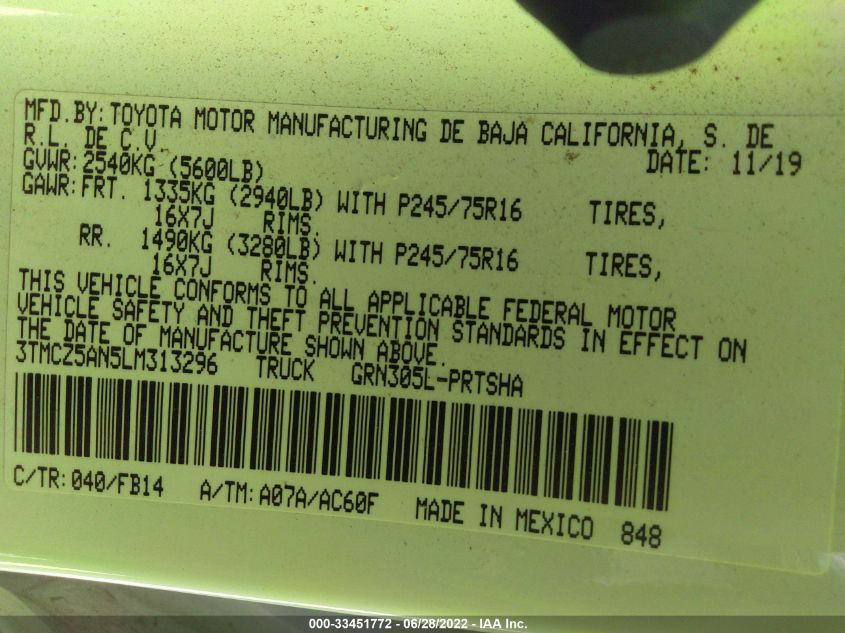 MFD.BY: TOYOTA MOTOR MANUFACTURING DE BAJA CALIFORNIA, S. DE
R.L. DE C.V. DATE: 11/19
GVWR: 2540KG (5600LB)
GAWR: FRT. 1335KG (2940LB) WITH P245/75R16 TIRES,
16X7J RIMS.
RR. 1490KG (3280LB) WITH P245/75R16 TIRES,
16X7J RIMS.
THIS VEHICLE CONFORMS TO ALL APPLICABLE FEDERAL MOTOR
VEHICLE SAFETY AND THEFT PREVENTION STANDARDS IN EFFECT ON
THE DATE OF MANUFACTURE SHOWN ABOVE.
3TMCZ5AN5LM313296 TRUCK GRN305L-PRTSHA
C/TR: 040/FB14 A/TM: A07A/AC60F MADE IN MEXICO 848
000-33451772 - 06/28/2022 - IAA Inc.